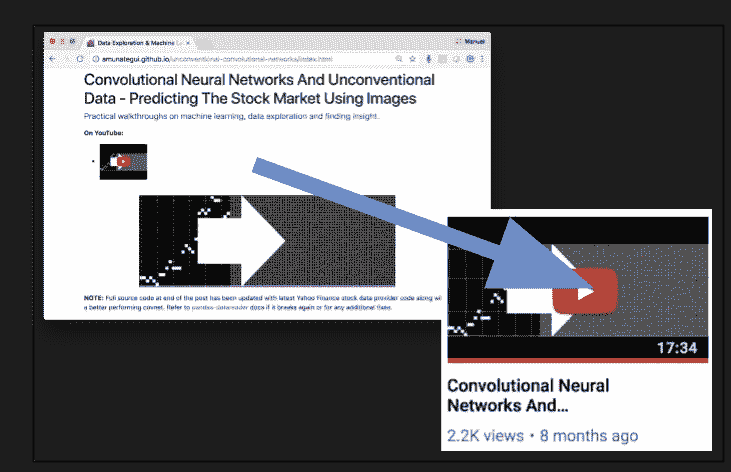 Data Exploration & Machine Le
Manuel
amunategui.github.io/unconventional-convolutional-networks/index.html
Convolutional Neural Networks And Unconventional
Data - Predicting The Stock Market Using Images
Practical walkthroughs on machine learning, data exploration and finding insight.
On YouTube:
NOTE: Full source code at end of the post has been updated with latest Yahoo Finance stock data provider code along wi
a better performing covnet. Refer to pandas-datareader docs if it breaks again or for any additional fixes.
17:34
Convolutional Neural
Networks And...
2.2K views • 8 months ago